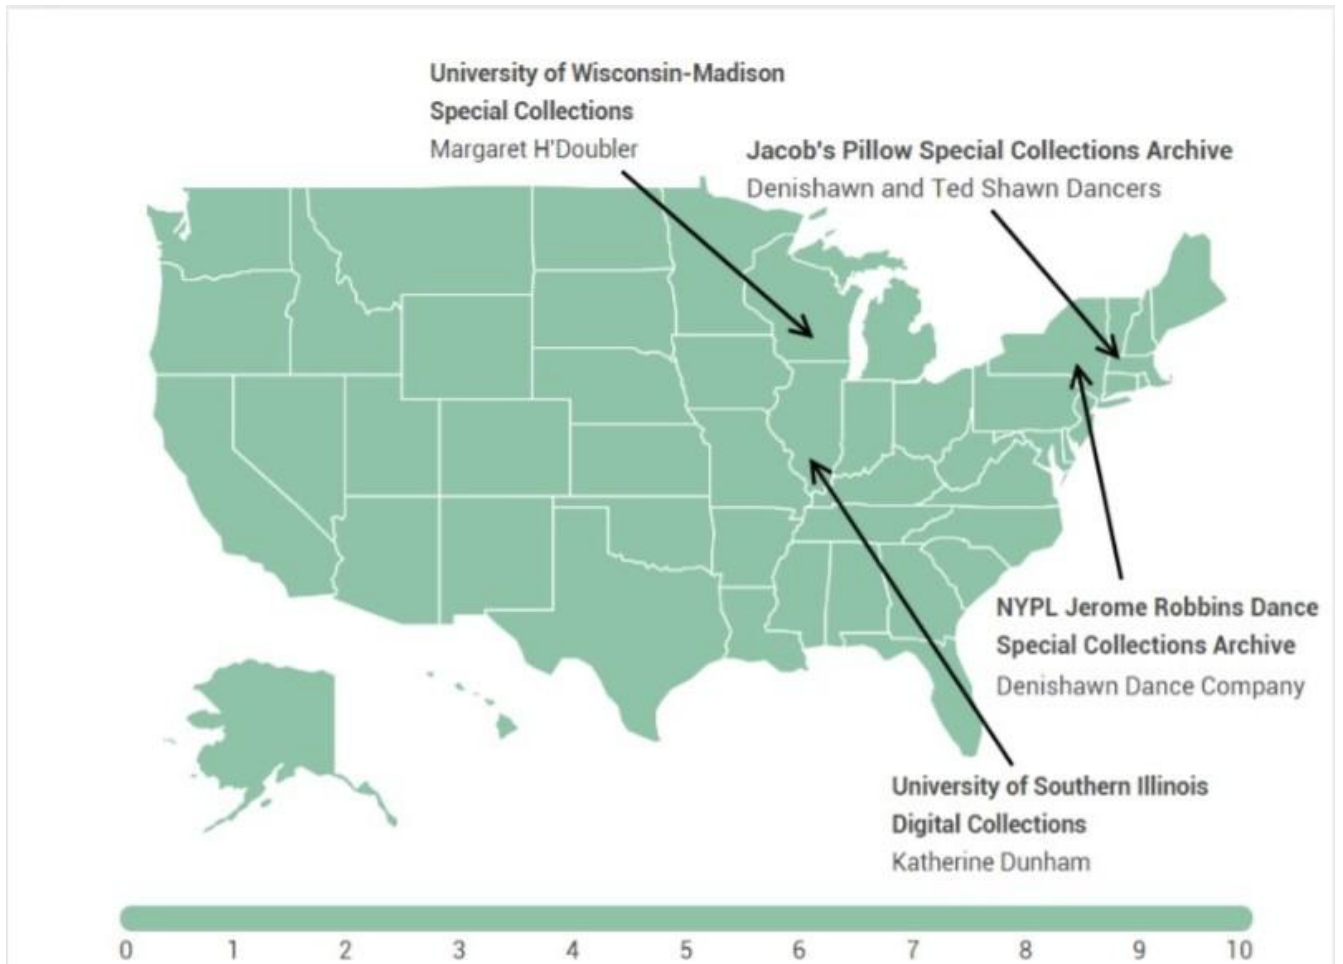 University of Wisconsin-Madison
Special Collections
Margaret H'Doubler
Jacob's Pillow Special Collections Archive
Denishawn and Ted Shawn Dancers
NYPL Jerome Robbins Dance
Special Collections Archive
Denishawn Dance Company
University of Southern Illinois
Digital Collections
Katherine Dunham
0 1 2 3 4 5 6 7 8 9 10